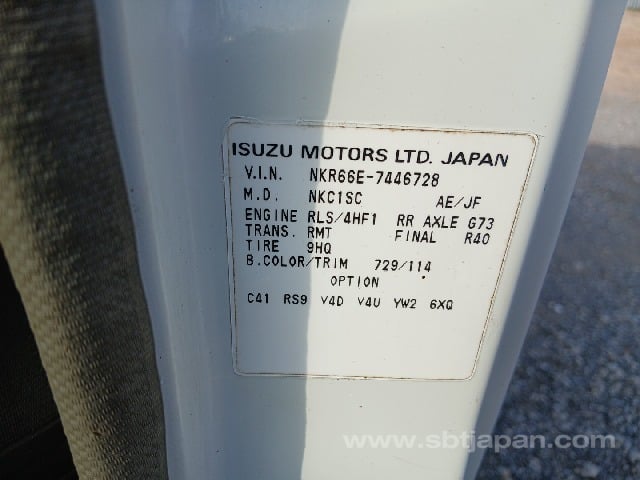 ISUZU MOTORS LTD. JAPAN
V.I.N. NKR66E-7446728
M.D. NKC1SC AE/JF
ENGINE RLS/4HF1 RR AXLE G73
TRANS. RMT FINAL R40
TIRE 9HQ
B.COLOR/TRIM 729/114
OPTION
C41 RS9 V4D V4U YW2 6XQ
www.sbtjapan.com